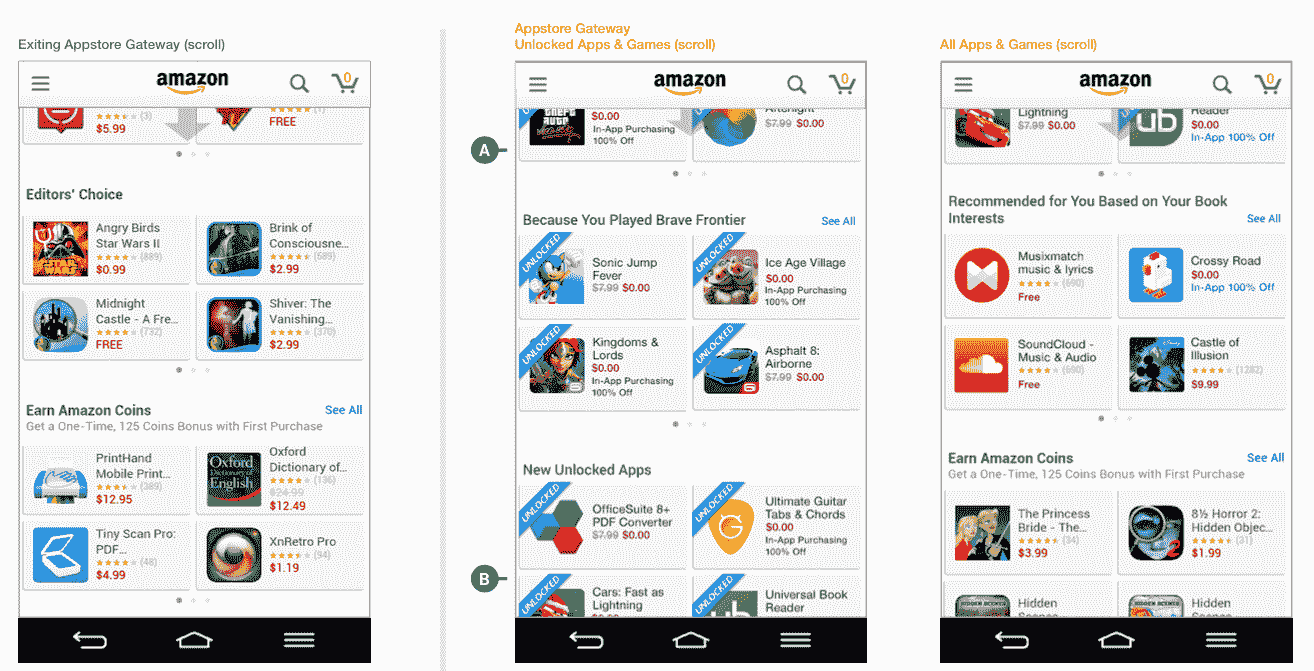 Exiting Appstore Gateway (scroll)
amazon
0
(3)
$5.99
FREE
Editors' Choice
Angry Birds
Star Wars II
(889)
$0.99
Brink of
Consciousne...
(589)
$2.99
Midnight
Castle - A Fre...
(732)
FREE
Shiver: The
Vanishing...
(370)
$2.99
Earn Amazon Coins
See All
Get a One-Time, 125 Coins Bonus with First Purchase
PrintHand
Mobile Print...
(389)
$12.95
Oxford
Dictionary of...
(136)
$24.99
$12.49
Tiny Scan Pro:
PDF...
(48)
$4.99
XnRetro Pro
(94)
$1.19
Appstore Gateway
Unlocked Apps & Games (scroll)
amazon
0
A
$0.00
In-App Purchasing
100% Off
$7.99 $0.00
Because You Played Brave Frontier
See All
UNLOCKED
Sonic Jump
Fever
$7.99 $0.00
UNLOCKED
Ice Age Village
$0.00
In-App Purchasing
100% Off
UNLOCKED
Kingdoms &
Lords
$0.00
In-App Purchasing
100% Off
UNLOCKED
Asphalt 8:
Airborne
$7.99 $0.00
New Unlocked Apps
UNLOCKED
OfficeSuite 8+
PDF Converter
$7.99 $0.00
UNLOCKED
Ultimate Guitar
Tabs & Chords
$0.00
In-App Purchasing
100% Off
B
UNLOCKED
Cars: Fast as
Lightning
UNLOCKED
Universal Book
Reader
All Apps & Games (scroll)
amazon
0
Lightning
$7.99 $0.00
ub
Reader
$0.00
In-App 100% Off
Recommended for You Based on Your Book
Interests
See All
Musixmatch
music & lyrics
(690)
Free
Crossy Road
$0.00
In-App 100% Off
SoundCloud -
Music & Audio
(690)
Free
Castle of
Illusion
(1282)
$9.99
Earn Amazon Coins
See All
Get a One-Time, 125 Coins Bonus with First Purchase
The Princess
Bride - The...
(34)
$3.99
8½ Horror 2:
Hidden Objec...
(31)
$1.99
Hidden
Hidden